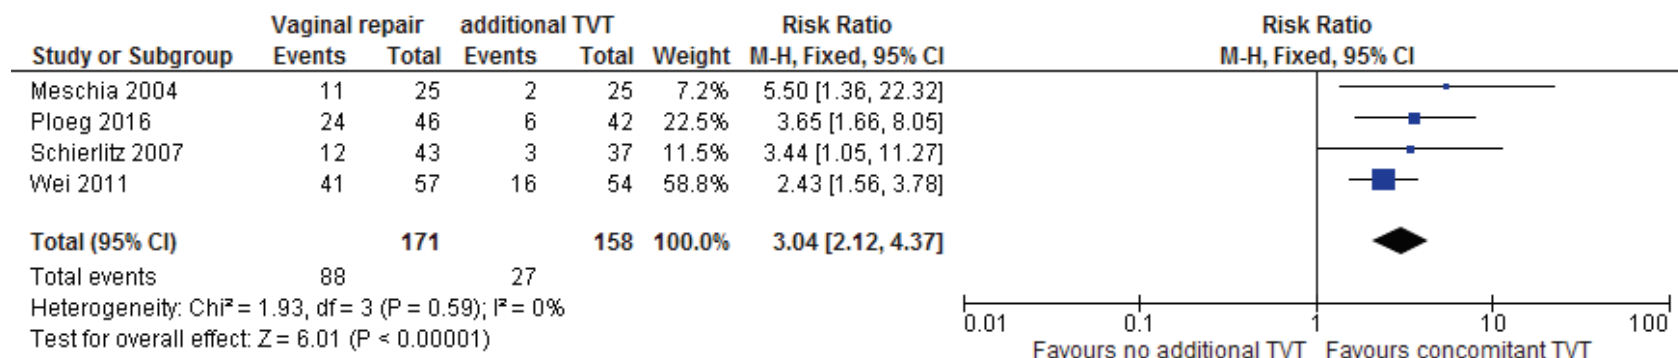 Vaginal repair additional TVT Risk Ratio Risk Ratio
Study or Subgroup Events Total Events Total Weight M-H, Fixed, 95% CI M-H, Fixed, 95% CI
Meschia 2004 11 25 2 25 7.2% 5.50 [1.36, 22.32]
Ploeg 2016 24 46 6 42 22.5% 3.65 [1.66, 8.05]
Schierlitz 2007 12 43 3 37 11.5% 3.44 [1.05, 11.27]
Wei 2011 41 57 16 54 58.8% 2.43 [1.56, 3.78]
Total (95% CI) 171 158 100.0% 3.04 [2.12, 4.37]
Total events 88 27
Heterogeneity: Chi² = 1.93, df = 3 (P = 0.59); I² = 0%
Test for overall effect: Z = 6.01 (P < 0.00001)
0.01 0.1 1 10 100
Favours no additional TVT Favours concomitant TVT